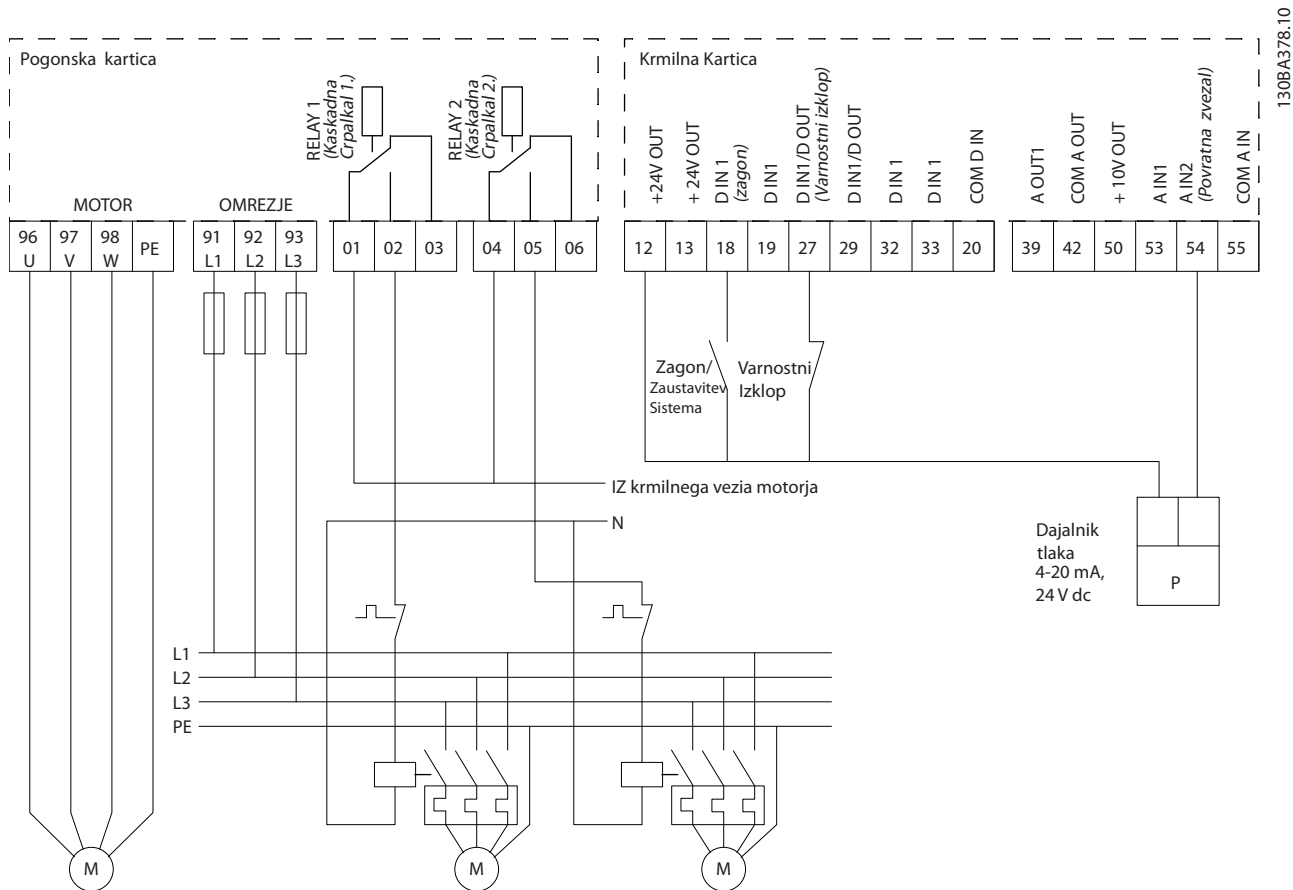 130BA378.10
Pogonska kartica
Krmilna Kartica
RELAY 1
(Kaskadna
Crpalkal 1.)
RELAY 2
(Kaskadna
Crpalkal 2.)
+24V OUT
+ 24V OUT
D IN 1
(zagon)
D IN1
D IN1/D OUT
(Varnostni izklop)
D IN1/D OUT
D IN 1
D IN 1
COM D IN
A OUT1
COM A OUT
+ 10V OUT
A IN1
A IN2
(Povratna zvezal)
COM A IN
MOTOR
OMREZJE
96 97 98 PE
U V W
91 92 93
L1 L2 L3
01 02 03
04 05 06
12 13 18 19 27 29 32 33 20
39 42 50 53 54 55
Zagon/
Zaustavitev
Sistema
Varnostni
Izklop
IZ krmilnega vezia motorja
N
Dajalnik
tlaka
4-20 mA,
24 V dc
P
L1
L2
L3
PE
M
M
M